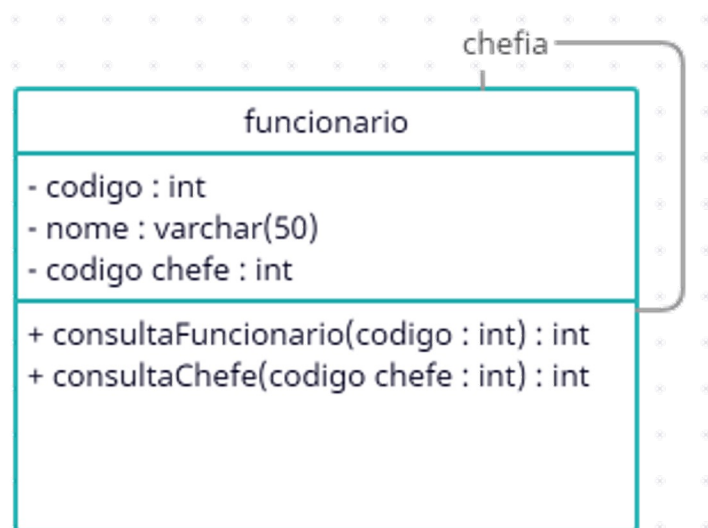 chefia
funcionario
- codigo : int
- nome : varchar(50)
- codigo chefe : int
+ consultaFuncionario(codigo : int) : int
+ consultaChefe(codigo chefe : int) : int